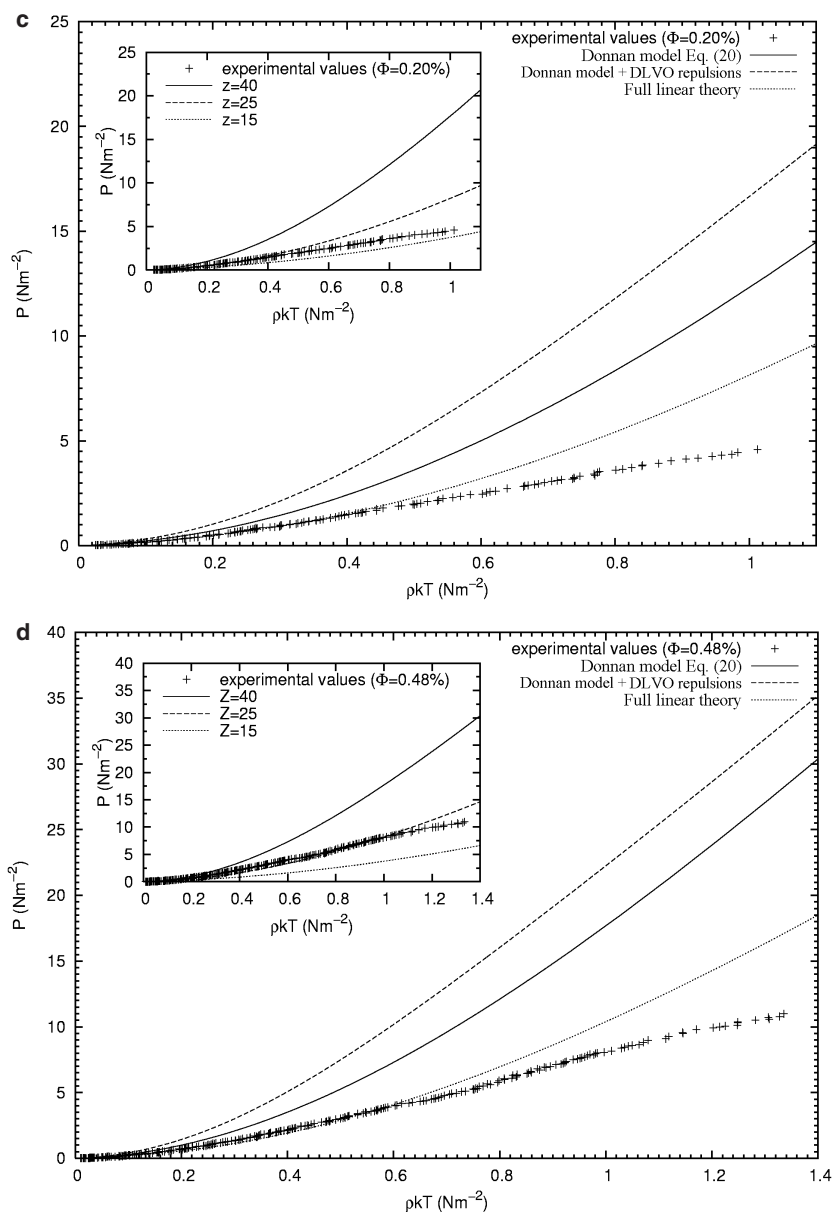 c
experimental values (Φ=0.20%)
Donnan model Eq. (20)
Donnan model + DLVO repulsions
Full linear theory
P (Nm⁻²)
25
20
15
10
5
0
0 0.2 0.4 0.6 0.8 1
ρkT (Nm⁻²)
experimental values (Φ=0.20%)
z=40
z=25
z=15
P (Nm⁻²)
25
20
15
10
5
0
0 0.2 0.4 0.6 0.8 1
ρkT (Nm⁻²)
d
experimental values (Φ=0.48%)
Donnan model Eq. (20)
Donnan model + DLVO repulsions
Full linear theory
P (Nm⁻²)
40
35
30
25
20
15
10
5
0
0 0.2 0.4 0.6 0.8 1 1.2 1.4
ρkT (Nm⁻²)
experimental values (Φ=0.48%)
Z=40
Z=25
Z=15
P (Nm⁻²)
40
35
30
25
20
15
10
5
0
0 0.2 0.4 0.6 0.8 1 1.2 1.4
ρkT (Nm⁻²)